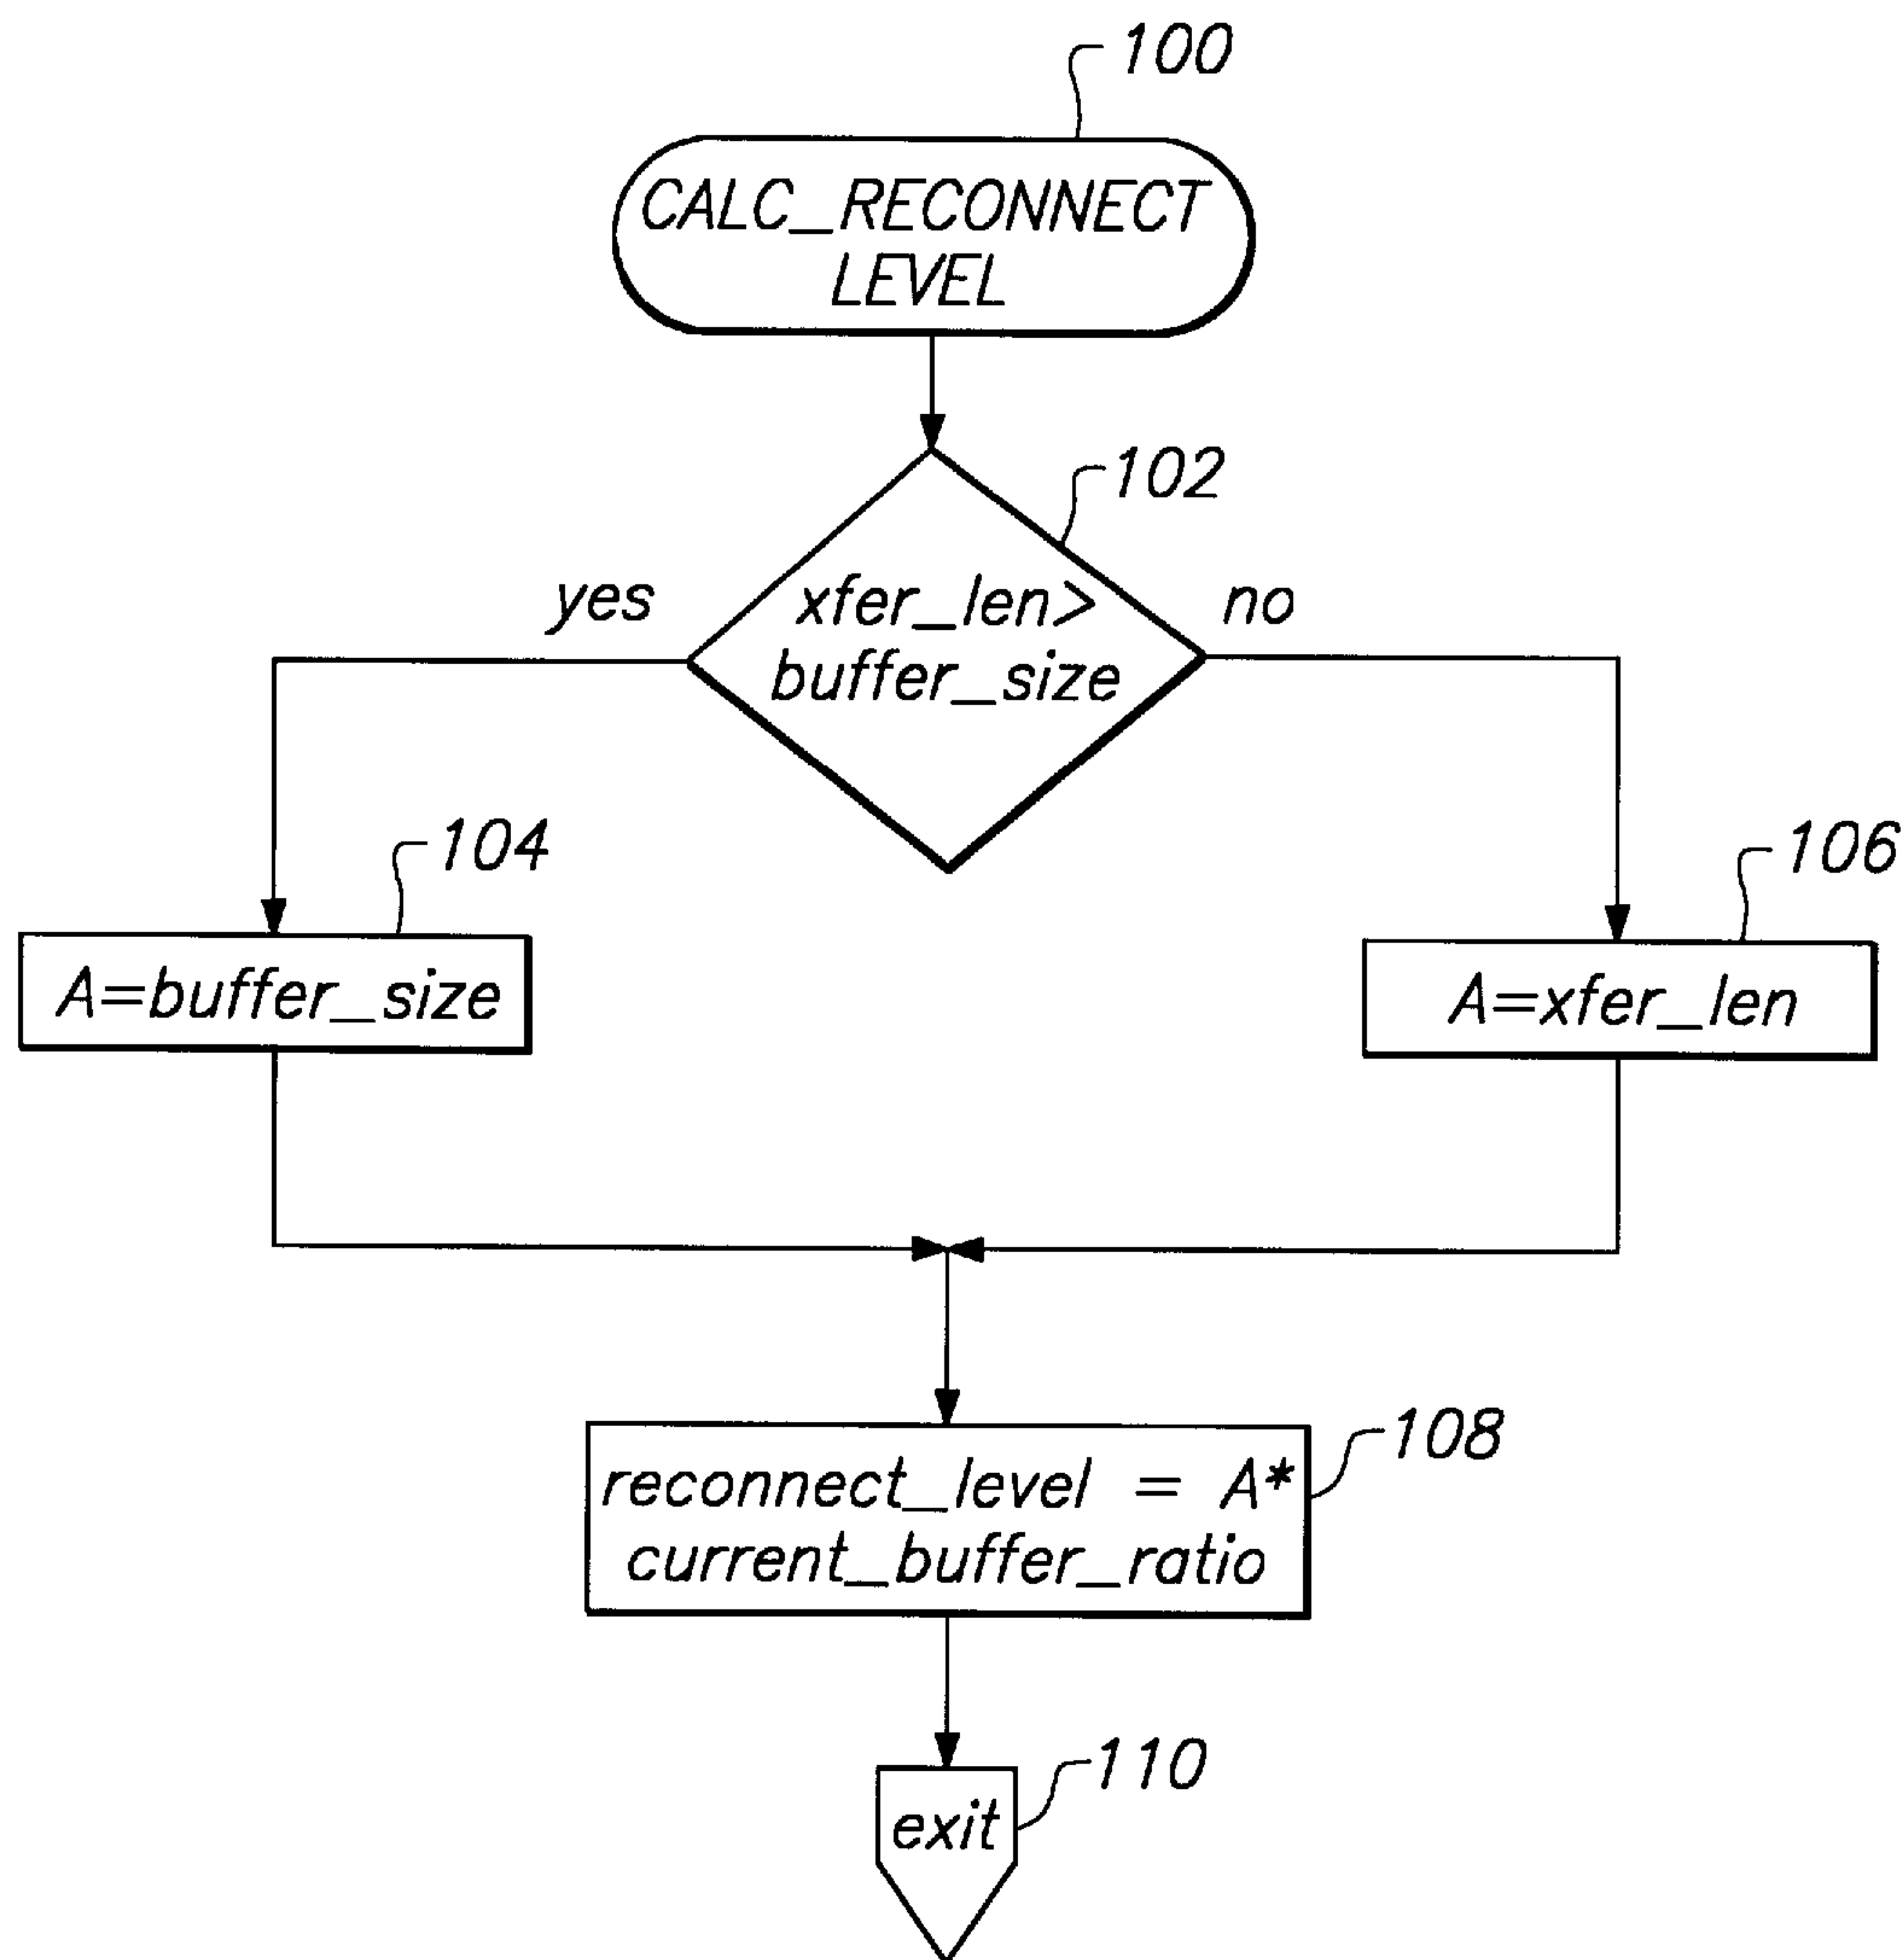 100
CALC_RECONNECT
LEVEL
102
yes
xfer_len>
buffer_size
no
104
A=buffer_size
106
A=xfer_len
108
reconnect_level = A*
current_buffer_ratio
110
exit